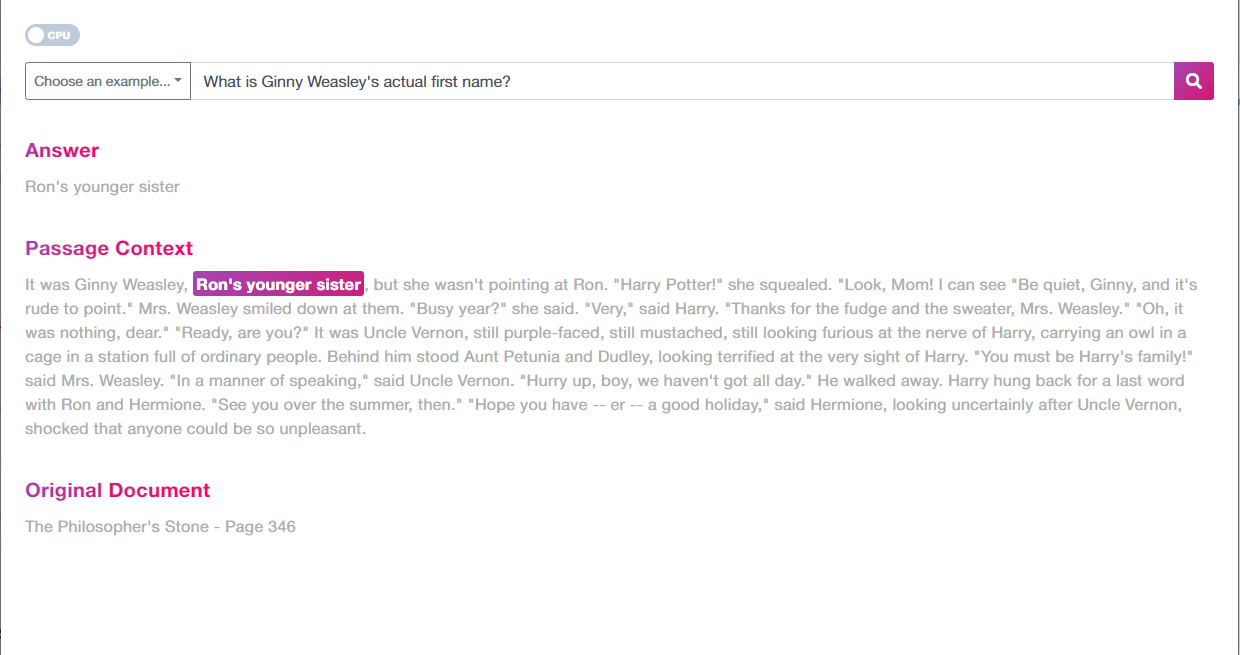 CPU
Choose an example... What is Ginny Weasley's actual first name?
Answer
Ron's younger sister
Passage Context
It was Ginny Weasley, Ron's younger sister, but she wasn't pointing at Ron. "Harry Potter!" she squealed. "Look, Mom! I can see "Be quiet, Ginny, and it's
rude to point." Mrs. Weasley smiled down at them. "Busy year?" she said. "Very," said Harry. "Thanks for the fudge and the sweater, Mrs. Weasley." "Oh, it
was nothing, dear." "Ready, are you?" It was Uncle Vernon, still purple-faced, still mustached, still looking furious at the nerve of Harry, carrying an owl in a
cage in a station full of ordinary people. Behind him stood Aunt Petunia and Dudley, looking terrified at the very sight of Harry. "You must be Harry's family!"
said Mrs. Weasley. "In a manner of speaking," said Uncle Vernon. "Hurry up, boy, we haven't got all day." He walked away. Harry hung back for a last word
with Ron and Hermione. "See you over the summer, then." "Hope you have -- er -- a good holiday," said Hermione, looking uncertainly after Uncle Vernon,
shocked that anyone could be so unpleasant.
Original Document
The Philosopher's Stone - Page 346